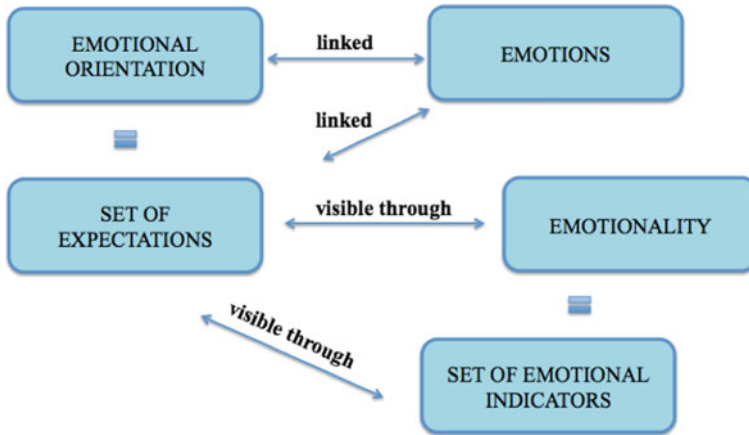 EMOTIONAL
ORIENTATION
linked
EMOTIONS
linked
SET OF
EXPECTATIONS
visible through
EMOTIONALITY
visible through
SET OF EMOTIONAL
INDICATORS